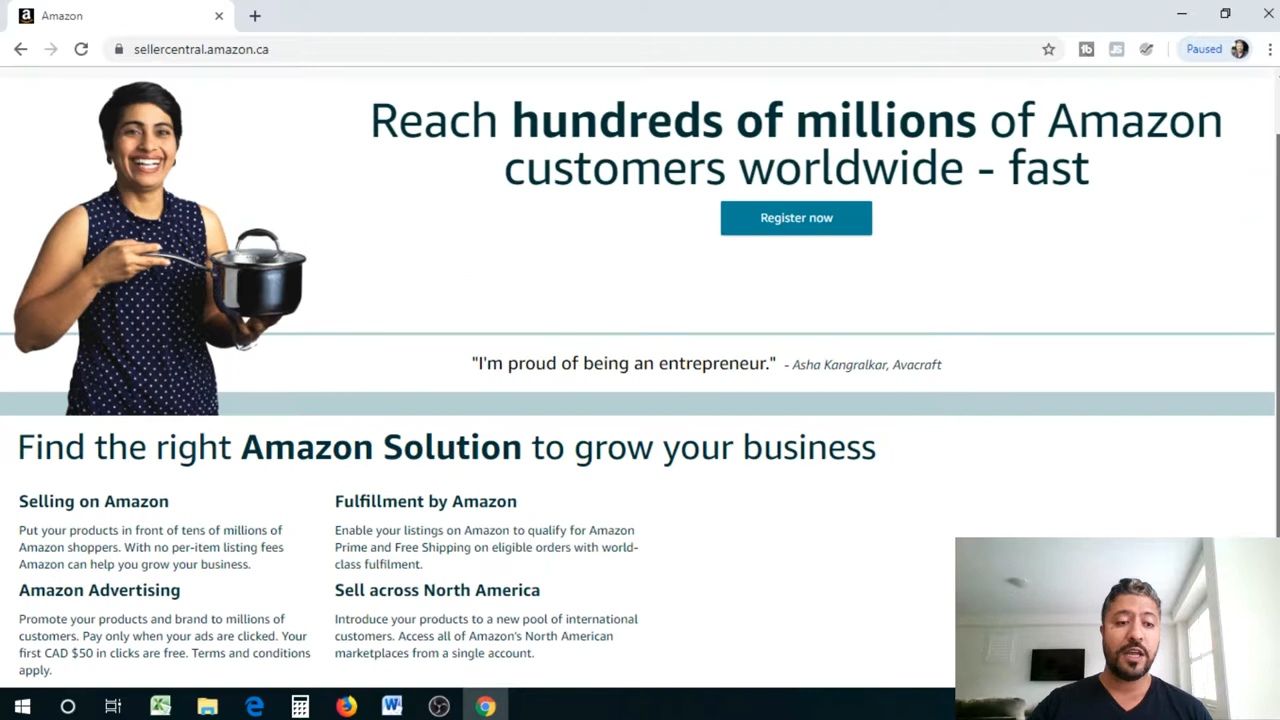 Amazon
sellercentral.amazon.ca
Paused
Reach hundreds of millions of Amazon
customers worldwide - fast
Register now
"I'm proud of being an entrepreneur." - Asha Kangralkar, Avacraft
Find the right Amazon Solution to grow your business
Selling on Amazon
Put your products in front of tens of millions of
Amazon shoppers. With no per-item listing fees
Amazon can help you grow your business.
Fulfillment by Amazon
Enable your listings on Amazon to qualify for Amazon
Prime and Free Shipping on eligible orders with world-
class fulfilment.
Amazon Advertising
Promote your products and brand to millions of
customers. Pay only when your ads are clicked. Your
first CAD $50 in clicks are free. Terms and conditions
apply.
Sell across North America
Introduce your products to a new pool of international
customers. Access all of Amazon's North American
marketplaces from a single account.